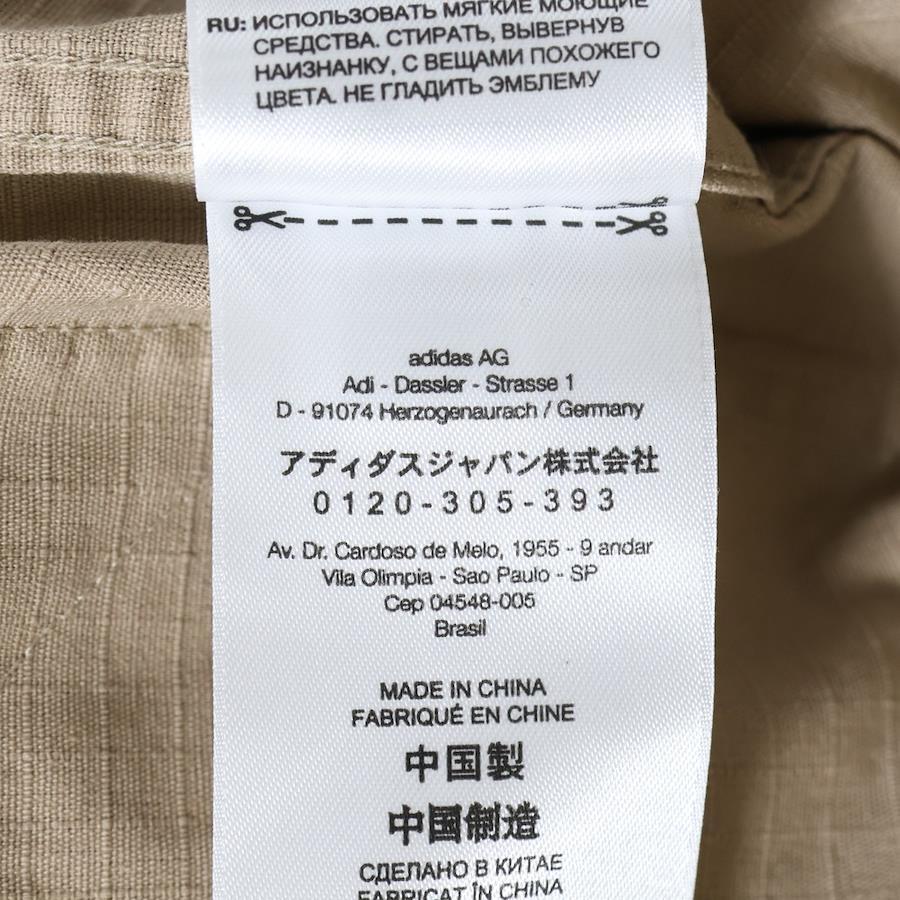 RU: ИСПОЛЬЗОВАТЬ МЯГКИЕ МОЮЩИЕ
СРЕДСТВА. СТИРАТЬ, ВЫВЕРНУВ
НАИЗНАНКУ, С ВЕЩАМИ ПОХОЖЕГО
ЦВЕТА. НЕ ГЛАДИТЬ ЭМБЛЕМУ
adidas AG
Adi - Dassler - Strasse 1
D - 91074 Herzogenaurach / Germany
アディダスジャパン株式会社
0120-305-393
Av. Dr. Cardoso de Melo, 1955 - 9 andar
Vila Olimpia - Sao Paulo - SP
Cep 04548-005
Brasil
MADE IN CHINA
FABRIQUÉ EN CHINE
中国製
中国制造
СДЕЛАНО В КИТАЕ
FABRICAT ÎN CHINA